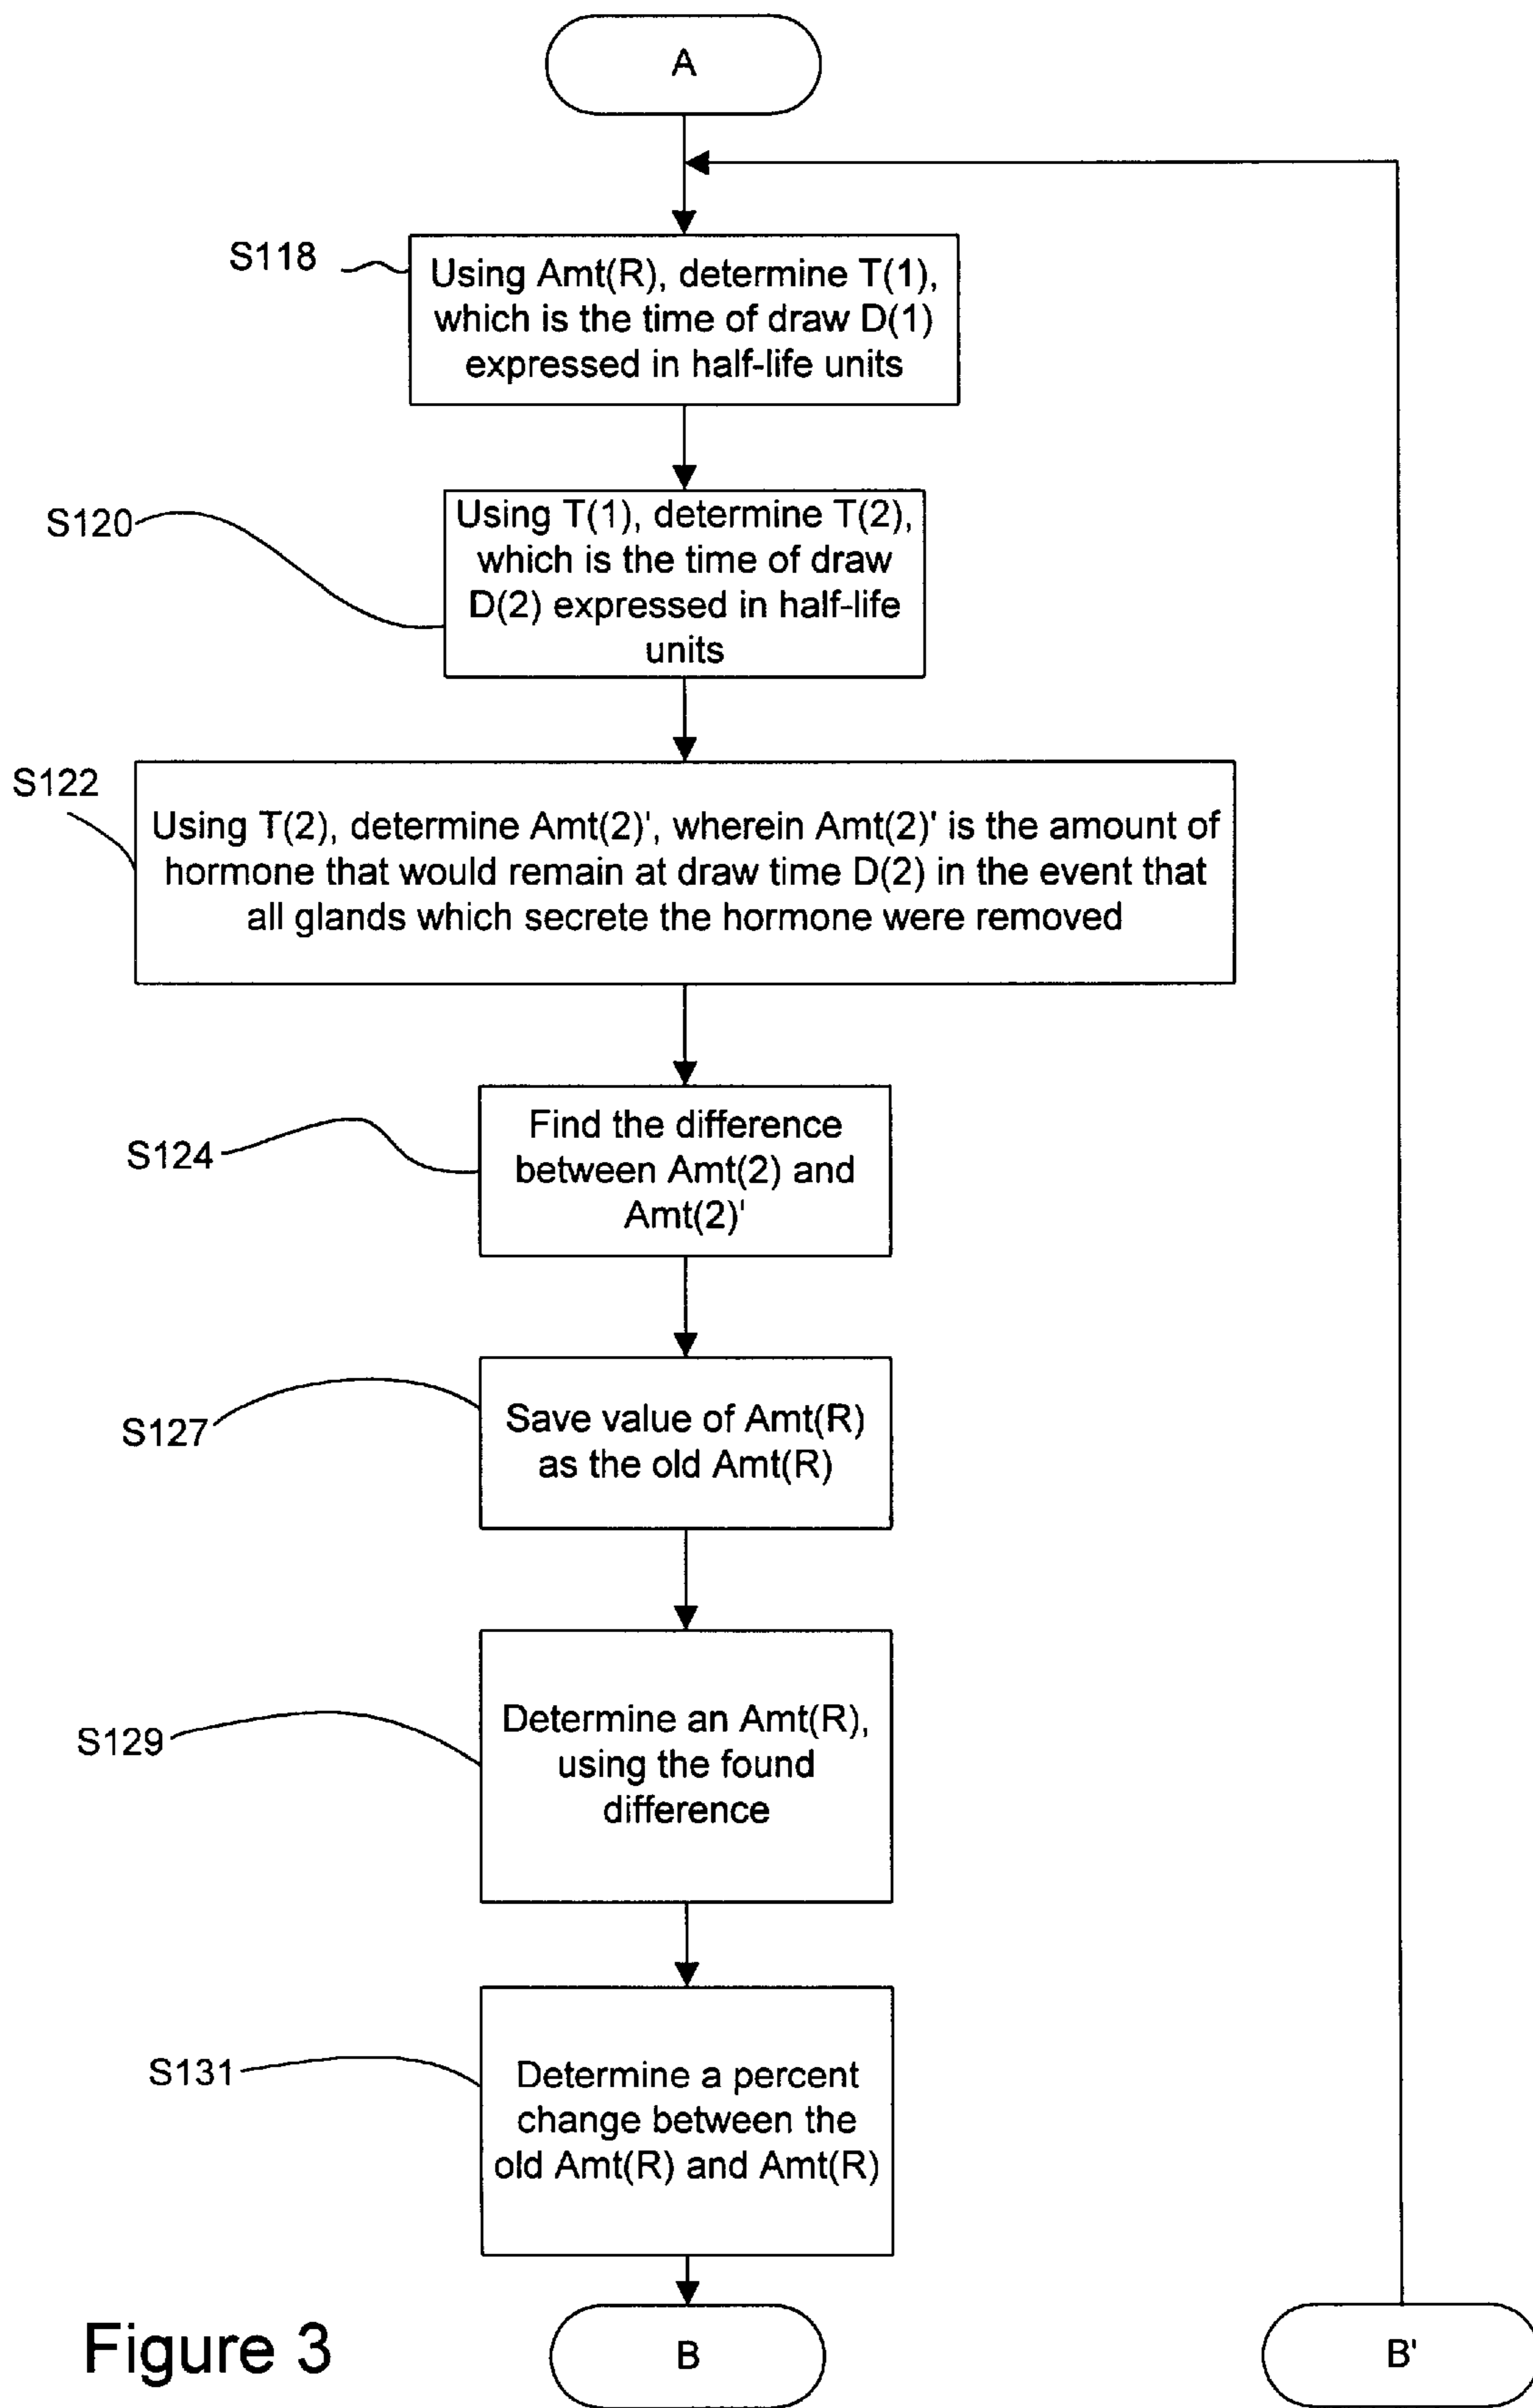 A
S118
Using Amt(R), determine T(1),
which is the time of draw D(1)
expressed in half-life units
S120
Using T(1), determine T(2),
which is the time of draw
D(2) expressed in half-life
units
S122
Using T(2), determine Amt(2)', wherein Amt(2)' is the amount of
hormone that would remain at draw time D(2) in the event that
all glands which secrete the hormone were removed
S124
Find the difference
between Amt(2) and
Amt(2)'
S127
Save value of Amt(R)
as the old Amt(R)
S129
Determine an Amt(R),
using the found
difference
S131
Determine a percent
change between the
old Amt(R) and Amt(R)
Figure 3
B
B'